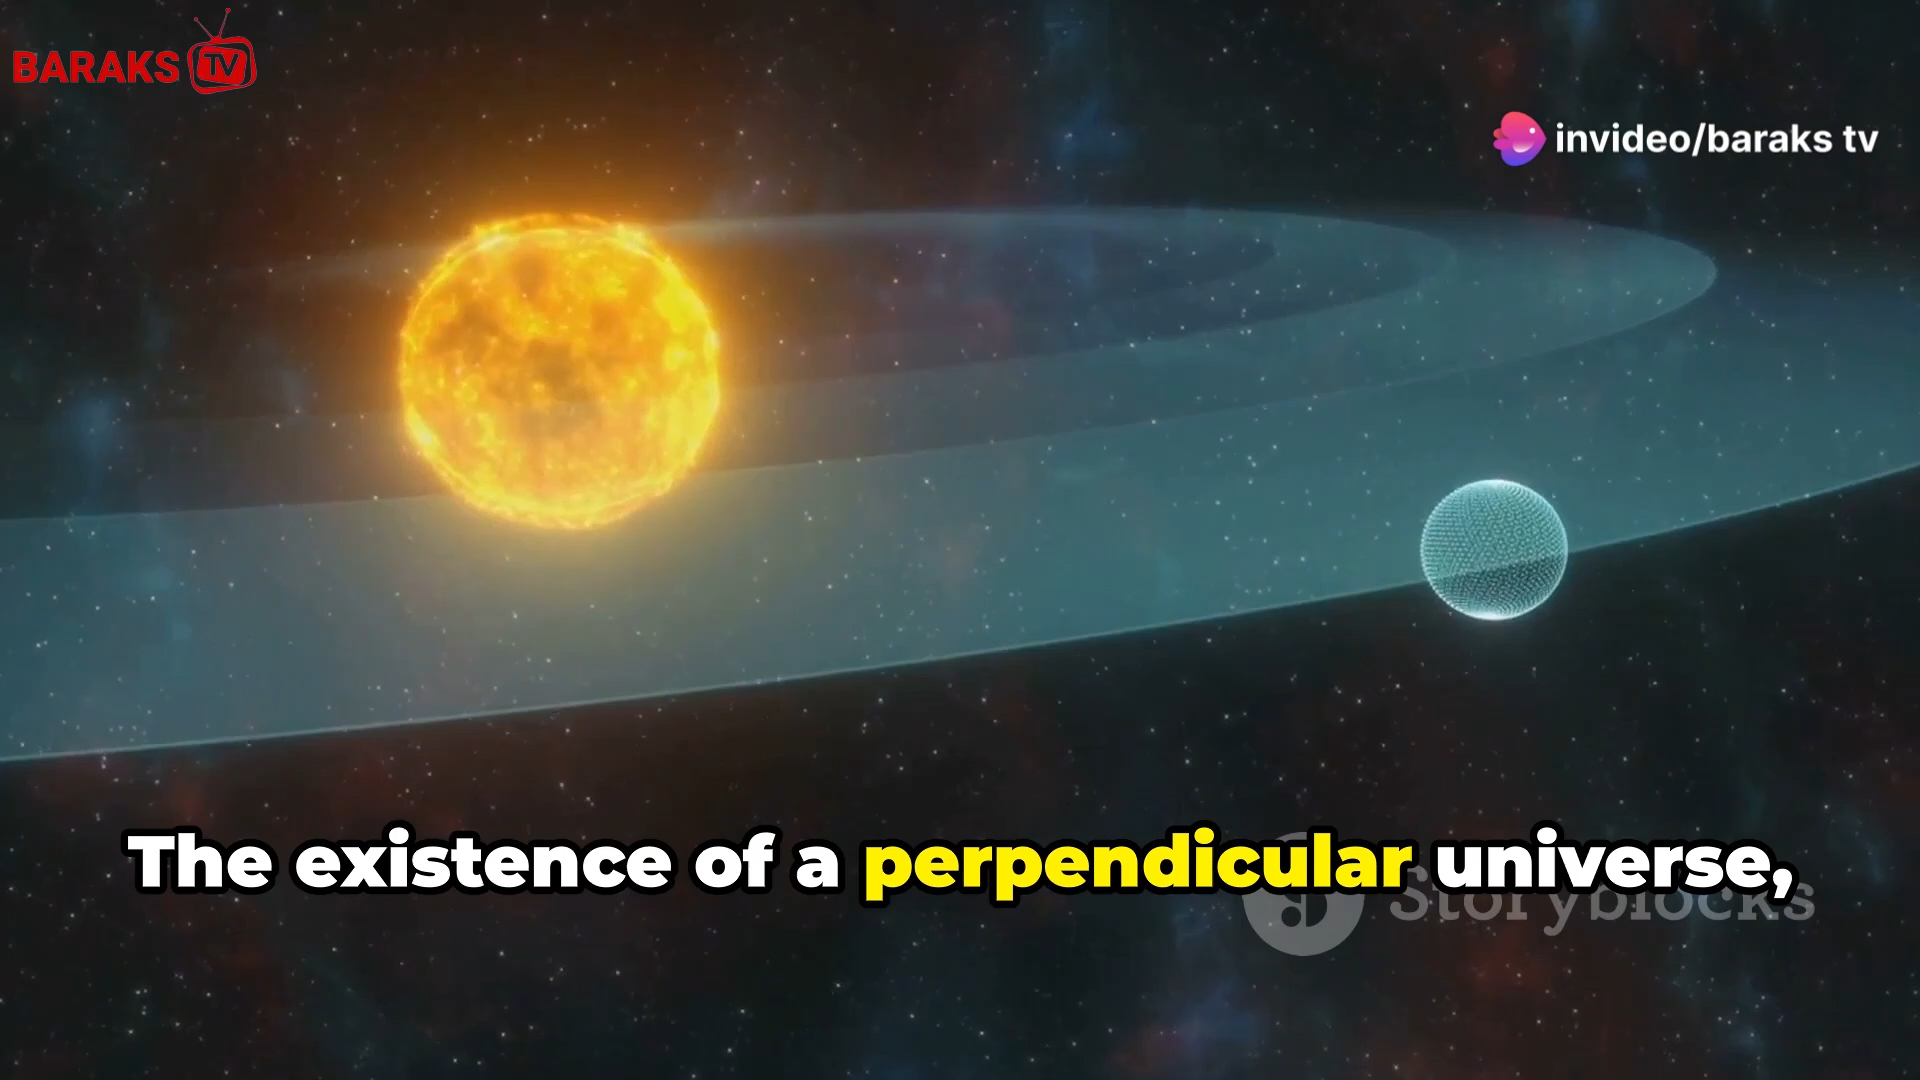 BARAKS TV
invideo/baraks tv
The existence of a perpendicular universe,
Storyblocks